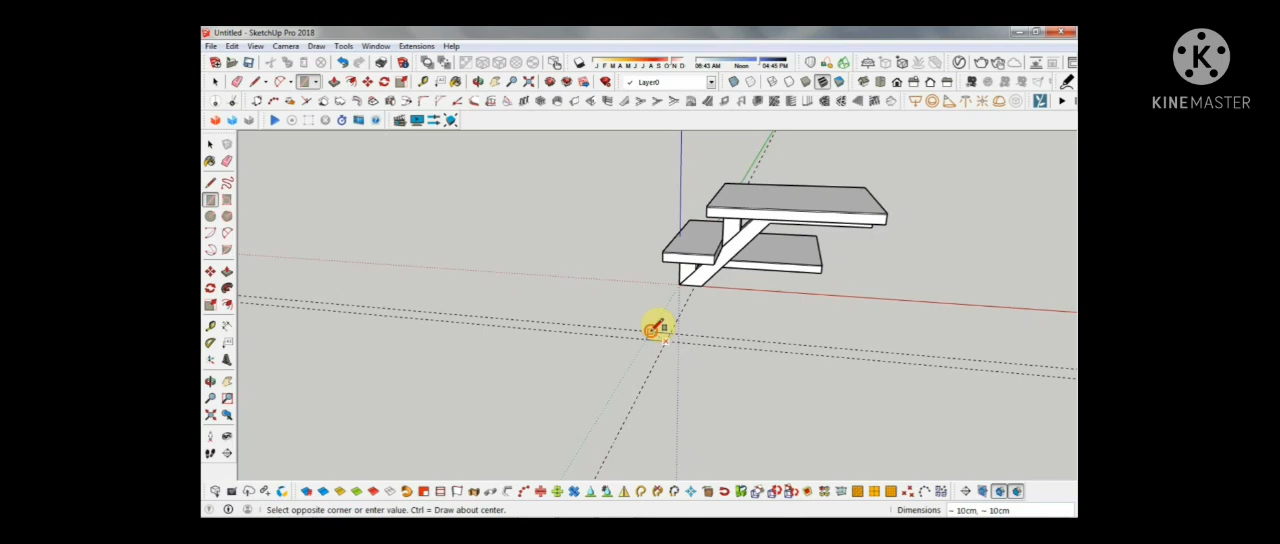 Untitled - SketchUp Pro 2018
File Edit View Camera Draw Tools Window Extensions Help
J F M A M J J A S O N D 06:43 AM Noon 04:45 PM
Layer0
K
KINEMASTER
Select opposite corner or enter value. Ctrl = Draw about center.
Dimensions ~ 10cm, ~ 10cm